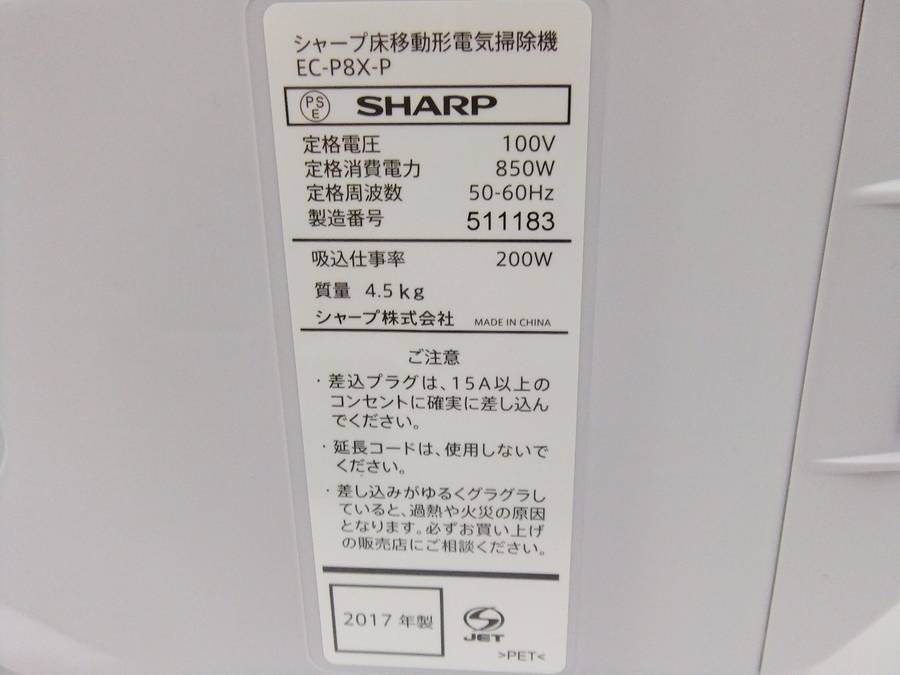 シャープ床移動形電気掃除機
EC-P8X-P
PS E SHARP
定格電圧 100V
定格消費電力 850W
定格周波数 50-60Hz
製造番号 511183
吸込仕事率 200W
質量 4.5kg
シャープ株式会社 MADE IN CHINA
ご注意
・差込プラグは、15A以上の
コンセントに確実に差し込ん
でください。
・延長コードは、使用しないで
ください。
・差し込みがゆるくグラグラし
ていると、過熱や火災の原因
となります。必ずお買い上げ
の販売店にご相談ください。
2017年製
JET
>PET<